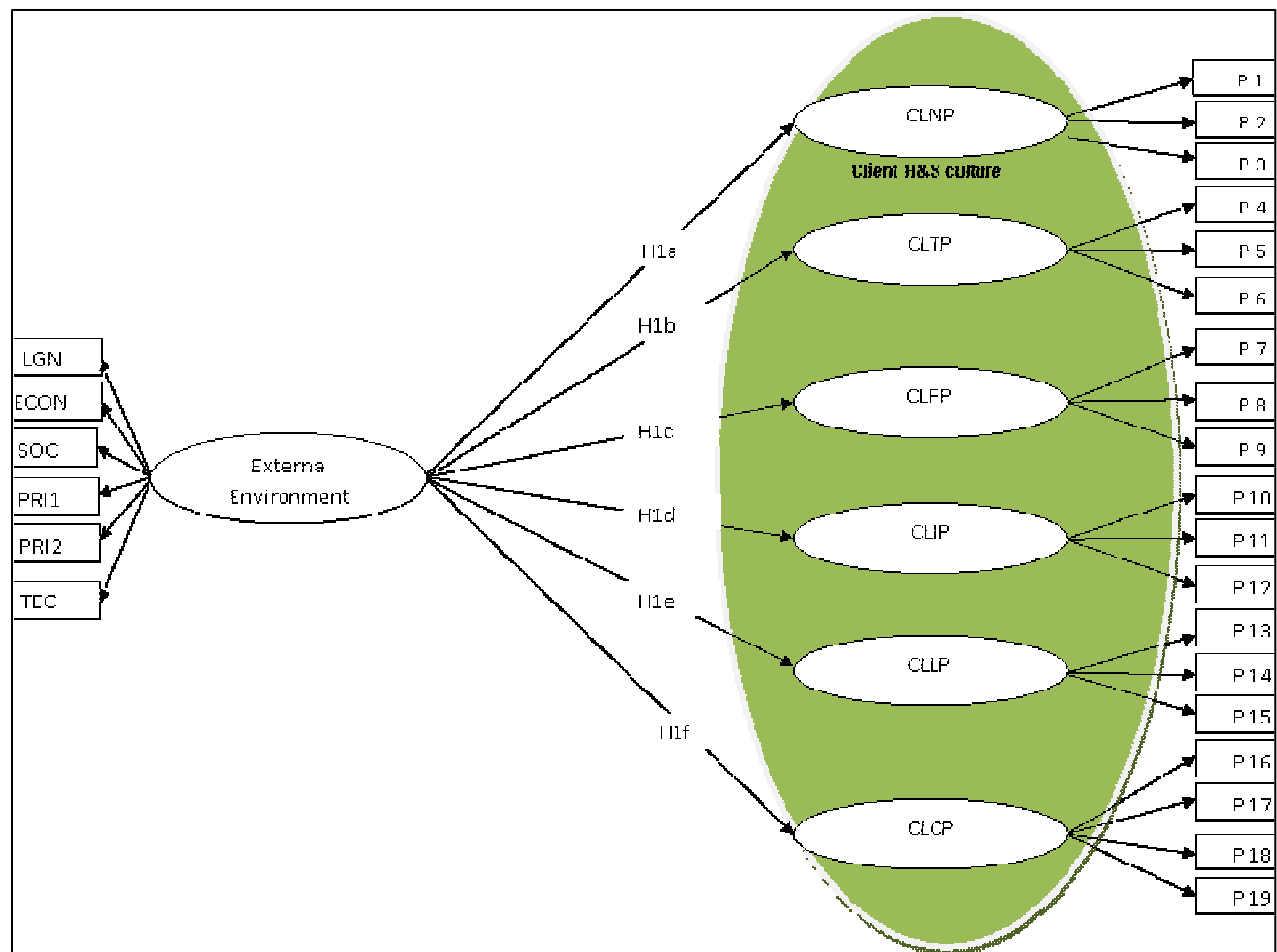 LGN
ECON
SOC
PRI1
PRI2
TEC
Externa
Environment
H1a
H1b
H1c
H1d
H1e
H1f
CLNP
Client H&S culture
CLTP
CLFP
CLIP
CLLP
CLCP
P 1
P 2
P 3
P 4
P 5
P 6
P 7
P 8
P 9
P 10
P 11
P 12
P 13
P 14
P 15
P 16
P 17
P 18
P 19